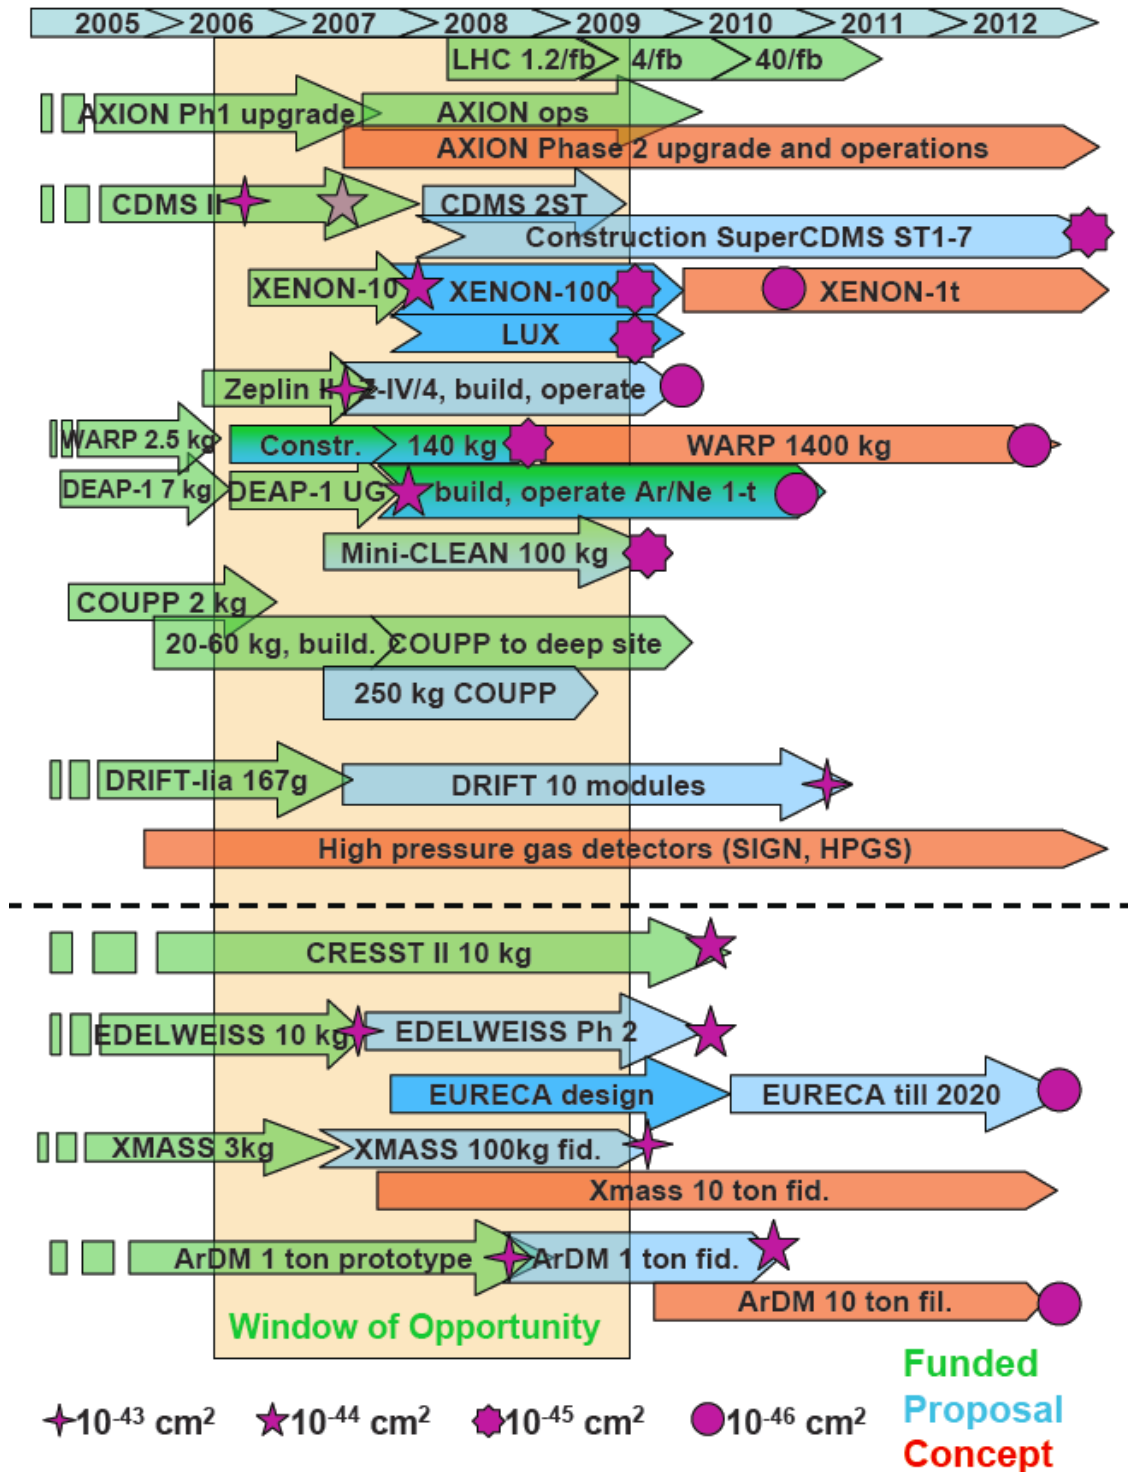 2005 2006 2007 2008 2009 2010 2011 2012
LHC 1.2/fb 4/fb 40/fb
AXION Ph1 upgrade AXION ops
AXION Phase 2 upgrade and operations
CDMS II CDMS 2ST
Construction SuperCDMS ST1-7
XENON-10 XENON-100 XENON-1t
LUX
Zeplin II Z-IV/4, build, operate
WARP 2.5 kg Constr. 140 kg WARP 1400 kg
DEAP-1 7 kg DEAP-1 UG build, operate Ar/Ne 1-t
Mini-CLEAN 100 kg
COUPP 2 kg
20-60 kg, build. COUPP to deep site
250 kg COUPP
DRIFT-IIa 167g DRIFT 10 modules
High pressure gas detectors (SIGN, HPGS)
CRESST II 10 kg
EDELWEISS 10 kg EDELWEISS Ph 2
EURECA design EURECA till 2020
XMASS 3kg XMASS 100kg fid.
Xmass 10 ton fid.
ArDM 1 ton prototype ArDM 1 ton fid.
ArDM 10 ton fil.
Window of Opportunity
Funded
10⁻⁴³ cm² 10⁻⁴⁴ cm² 10⁻⁴⁵ cm² 10⁻⁴⁶ cm²
Proposal
Concept